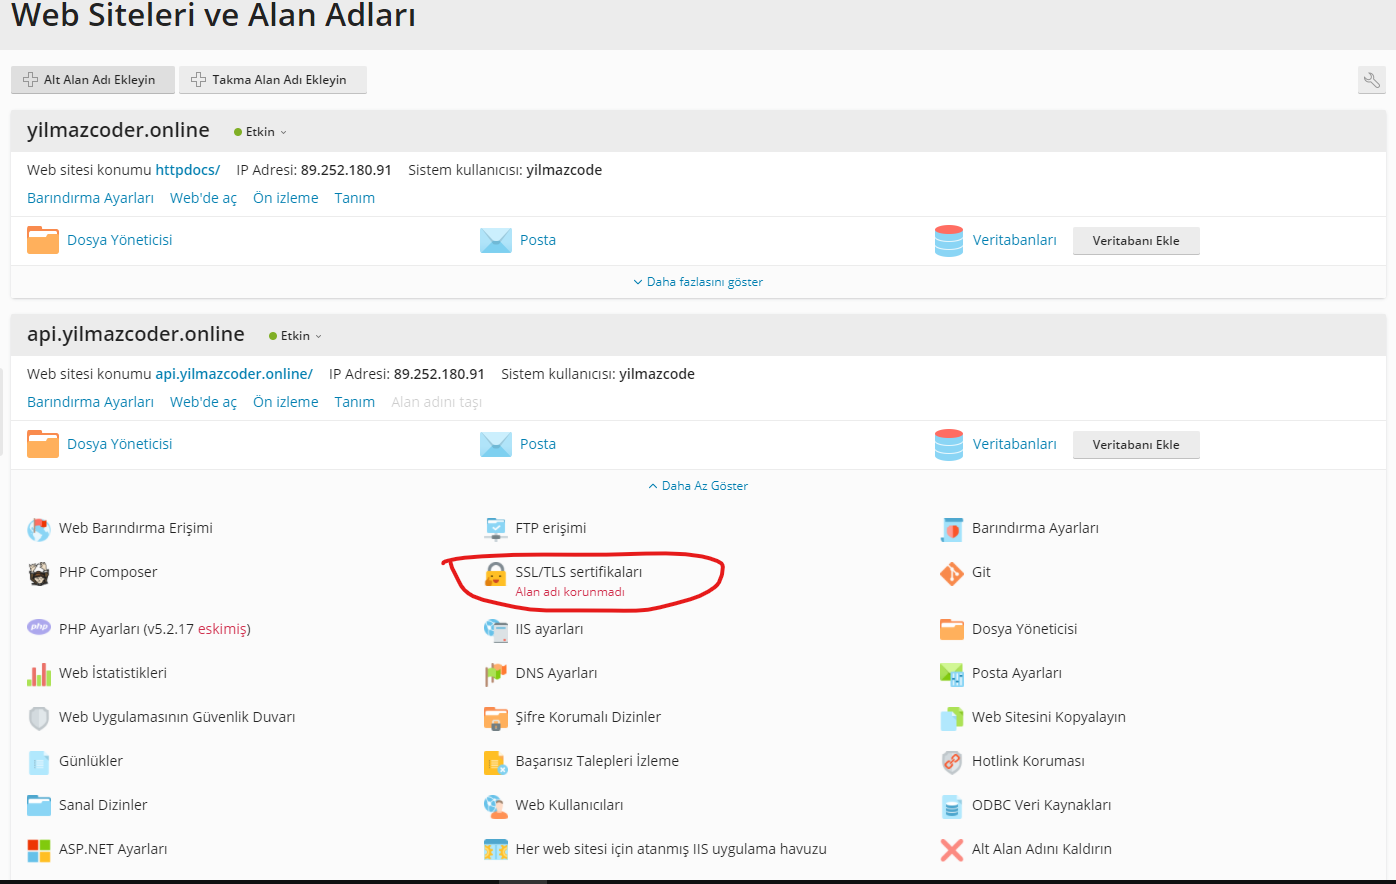 Web Siteleri ve Alan Adları
Alt Alan Adı Ekleyin Takma Alan Adı Ekleyin
yilmazcoder.online Etkin
Web sitesi konumu httpdocs/ IP Adresi: 89.252.180.91 Sistem kullanıcısı: yilmazcode
Barındırma Ayarları Web'de aç Ön izleme Tanım
Dosya Yöneticisi Posta Veritabanları Veritabanı Ekle
Daha fazlasını göster
api.yilmazcoder.online Etkin
Web sitesi konumu api.yilmazcoder.online/ IP Adresi: 89.252.180.91 Sistem kullanıcısı: yilmazcode
Barındırma Ayarları Web'de aç Ön izleme Tanım Alan adını taşı
Dosya Yöneticisi Posta Veritabanları Veritabanı Ekle
Daha Az Göster
Web Barındırma Erişimi FTP erişimi Barındırma Ayarları
PHP Composer SSL/TLS sertifikaları Git
Alan adı korunmadı
php PHP Ayarları (v5.2.17 eskimiş) IIS ayarları Dosya Yöneticisi
Web İstatistikleri DNS Ayarları Posta Ayarları
Web Uygulamasının Güvenlik Duvarı Şifre Korumalı Dizinler Web Sitesini Kopyalayın
Günlükler Başarısız Talepleri İzleme Hotlink Koruması
Sanal Dizinler Web Kullanıcıları ODBC Veri Kaynakları
ASP.NET Ayarları Her web sitesi için atanmış IIS uygulama havuzu Alt Alan Adını Kaldırın